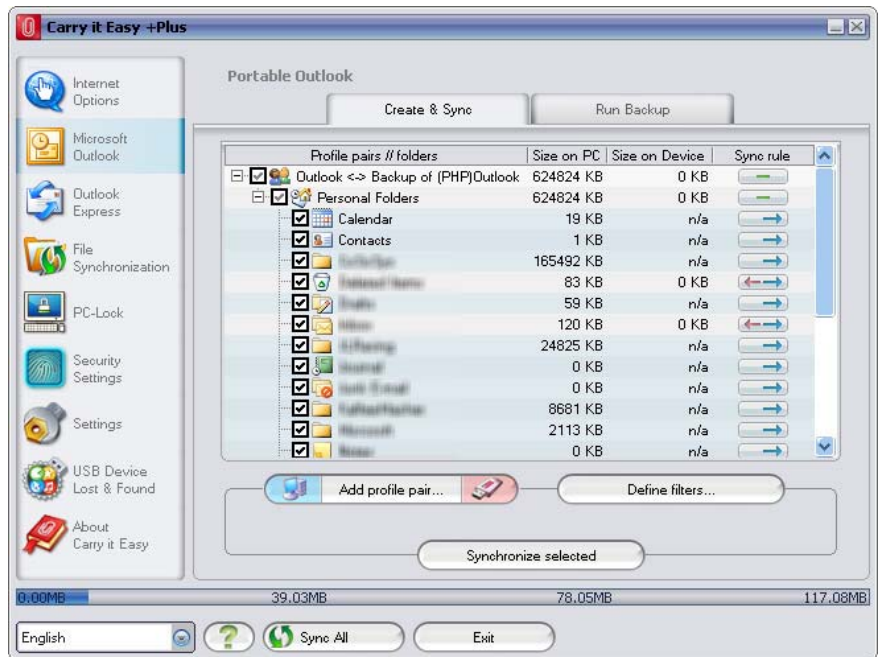 Carry it Easy +Plus
Internet
Options
Microsoft
Outlook
Outlook
Express
File
Synchronization
PC-Lock
Security
Settings
Settings
USB Device
Lost & Found
About
Carry it Easy
Portable Outlook
Create & Sync
Run Backup
Profile pairs // folders Size on PC Size on Device Sync rule
Outlook <-> Backup of (PHP)Outlook 624824 KB 0 KB
Personal Folders 624824 KB 0 KB
Calendar 19 KB n/a
Contacts 1 KB n/a
165492 KB n/a
83 KB 0 KB
59 KB n/a
120 KB 0 KB
24825 KB n/a
0 KB n/a
0 KB n/a
8681 KB n/a
2113 KB n/a
0 KB n/a
Add profile pair...
Define filters...
Synchronize selected
0.00MB 39.03MB 78.05MB 117.08MB
English
?
Sync All
Exit